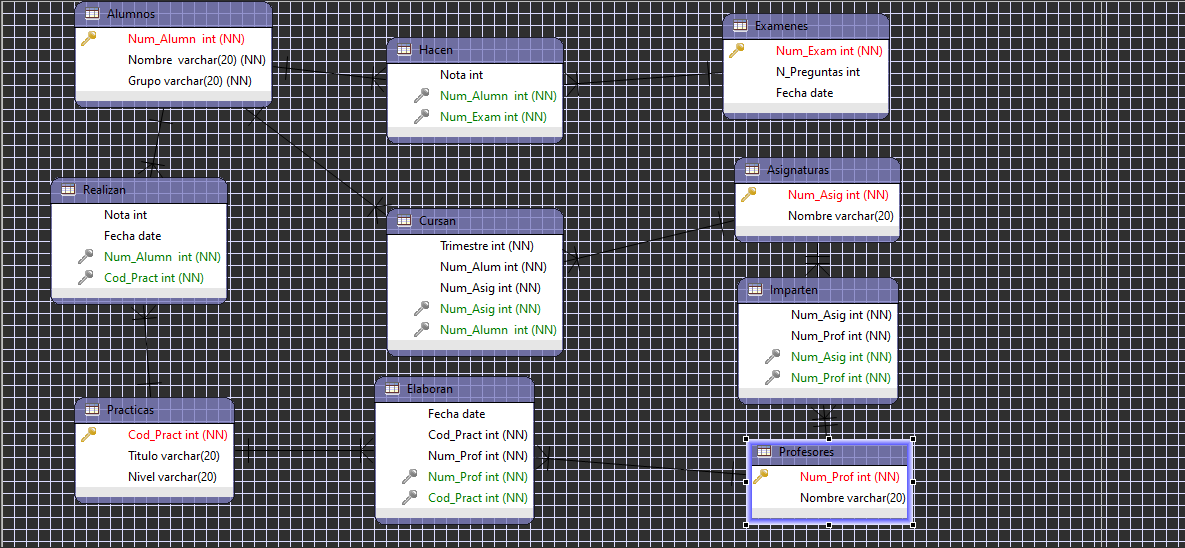 Alumnos
Num_Alumn int (NN)
Nombre varchar(20) (NN)
Grupo varchar(20) (NN)
Hacen
Nota int
Num_Alumn int (NN)
Num_Exam int (NN)
Examenes
Num_Exam int (NN)
N_Preguntas int
Fecha date
Realizan
Nota int
Fecha date
Num_Alumn int (NN)
Cod_Pract int (NN)
Cursan
Trimestre int (NN)
Num_Alum int (NN)
Num_Asig int (NN)
Num_Asig int (NN)
Num_Alumn int (NN)
Asignaturas
Num_Asig int (NN)
Nombre varchar(20)
Imparten
Num_Asig int (NN)
Num_Prof int (NN)
Num_Asig int (NN)
Num_Prof int (NN)
Practicas
Cod_Pract int (NN)
Titulo varchar(20)
Nivel varchar(20)
Elaboran
Fecha date
Cod_Pract int (NN)
Num_Prof int (NN)
Num_Prof int (NN)
Cod_Pract int (NN)
Profesores
Num_Prof int (NN)
Nombre varchar(20)